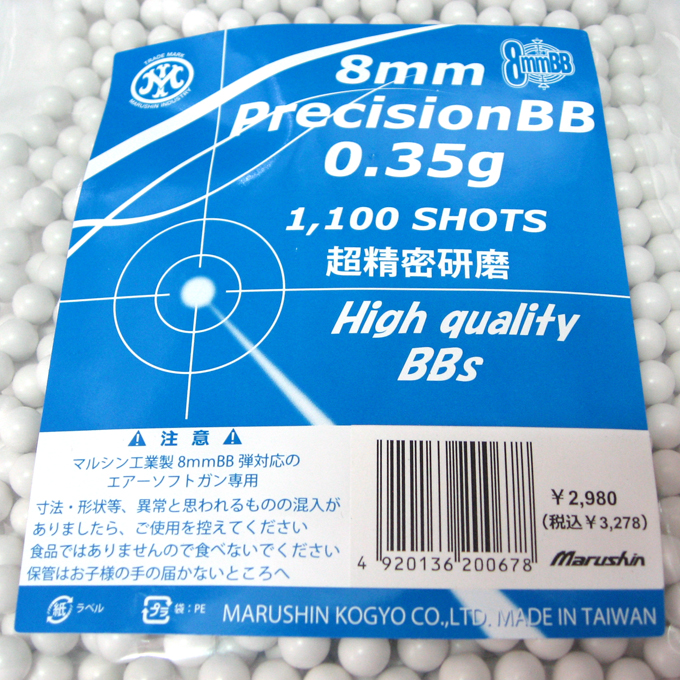 TRADE MARK
MARUSHIN INDUSTRY
8mmBB
8mm
PrecisionBB
0.35g
1,100 SHOTS
超精密研磨
High quality
BBs
注意
マルシン工業製 8mmBB 弾対応の
エアーソフトガン専用
寸法・形状等、異常と思われるものの混入が
ありましたら、ご使用を控えてください
食品ではありませんので食べないでください
保管はお子様の手の届かないところへ
4 920136 200678
¥2,980
(税込¥3,278)
Marushin
紙 ラベル
プラ 袋:PE
MARUSHIN KOGYO CO.,LTD. MADE IN TAIWAN